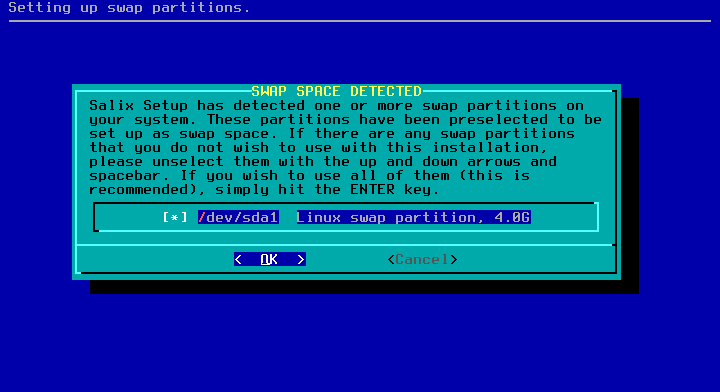 Setting up swap partitions.
SWAP SPACE DETECTED
Salix Setup has detected one or more swap partitions on
your system. These partitions have been preselected to be
set up as swap space. If there are any swap partitions
that you do not wish to use with this installation,
please unselect them with the up and down arrows and
spacebar. If you wish to use all of them (this is
recommended), simply hit the ENTER key.
[*] /dev/sda1  Linux swap partition, 4.0G
<  OK  > <Cancel>